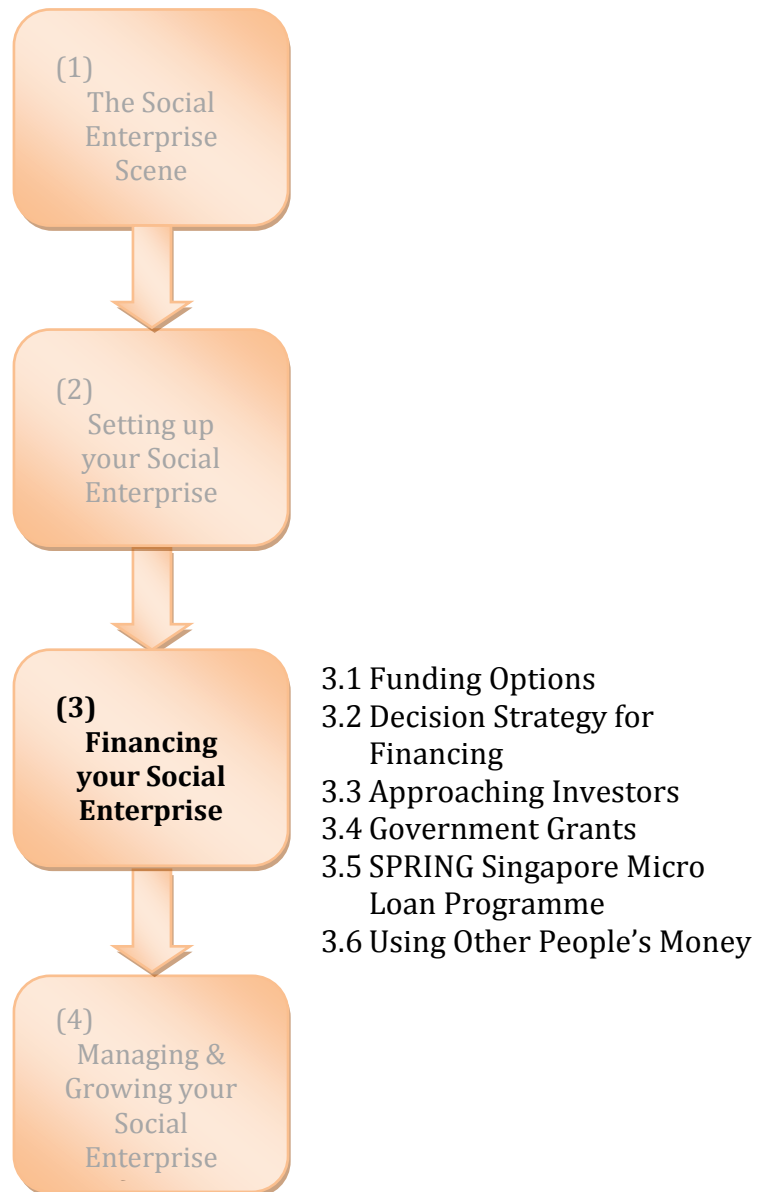 (1)
The Social
Enterprise
Scene
(2)
Setting up
your Social
Enterprise
(3)
Financing
your Social
Enterprise
3.1 Funding Options
3.2 Decision Strategy for
Financing
3.3 Approaching Investors
3.4 Government Grants
3.5 SPRING Singapore Micro
Loan Programme
3.6 Using Other People’s Money
(4)
Managing &
Growing your
Social
Enterprise